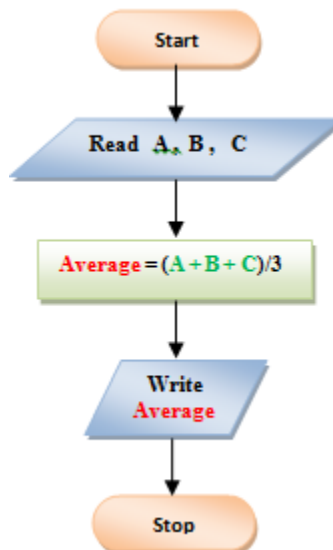 Start
Read A, B, C
Average = (A + B + C)/3
Write
Average
Stop